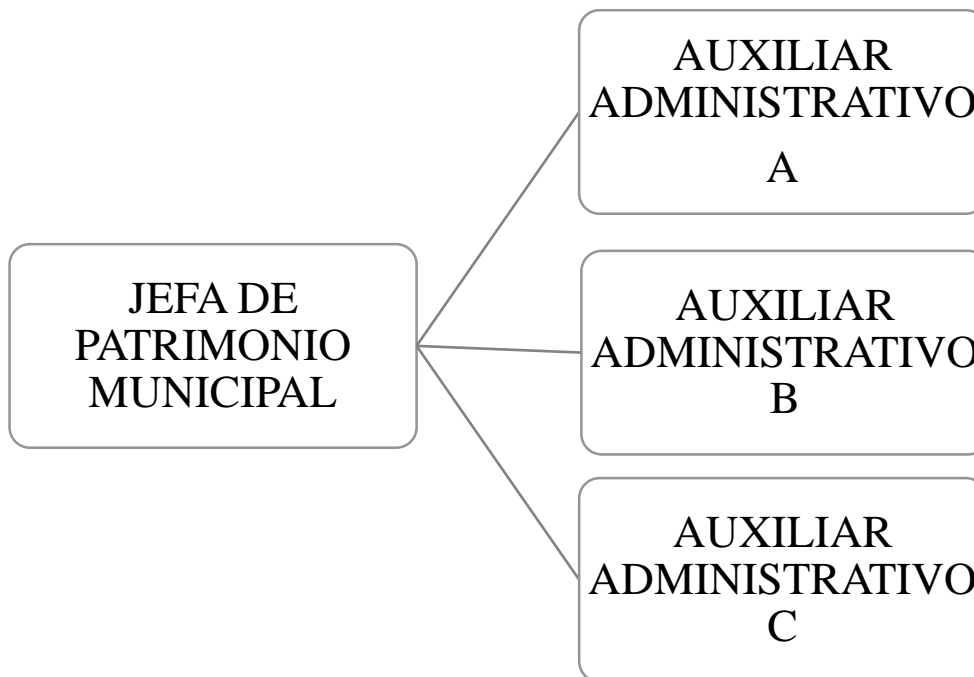 JEFA DE
PATRIMONIO
MUNICIPAL
AUXILIAR
ADMINISTRATIVO
A
AUXILIAR
ADMINISTRATIVO
B
AUXILIAR
ADMINISTRATIVO
C